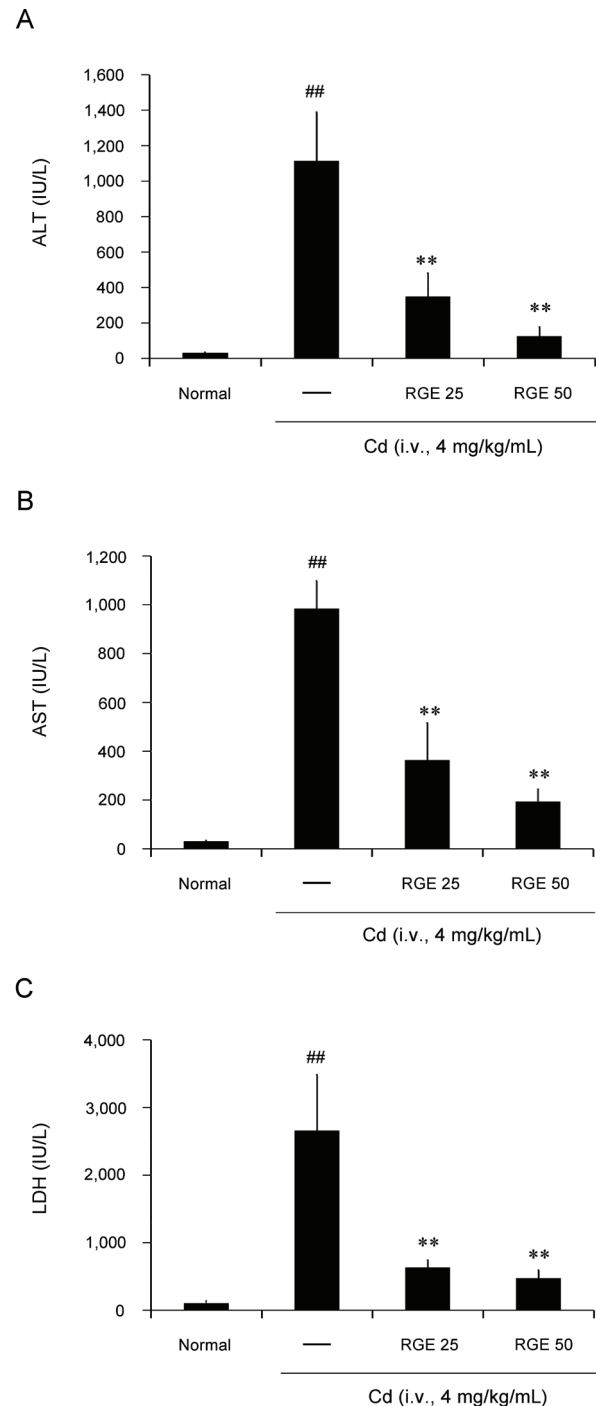 A
1,600
1,400
1,200
1,000
800
600
400
200
0
ALT (IU/L)
##
**
**
Normal — RGE 25 RGE 50
Cd (i.v., 4 mg/kg/mL)
B
1,200
1,000
800
600
400
200
0
AST (IU/L)
##
**
**
Normal — RGE 25 RGE 50
Cd (i.v., 4 mg/kg/mL)
C
4,000
3,000
2,000
1,000
0
LDH (IU/L)
##
**
**
Normal — RGE 25 RGE 50
Cd (i.v., 4 mg/kg/mL)